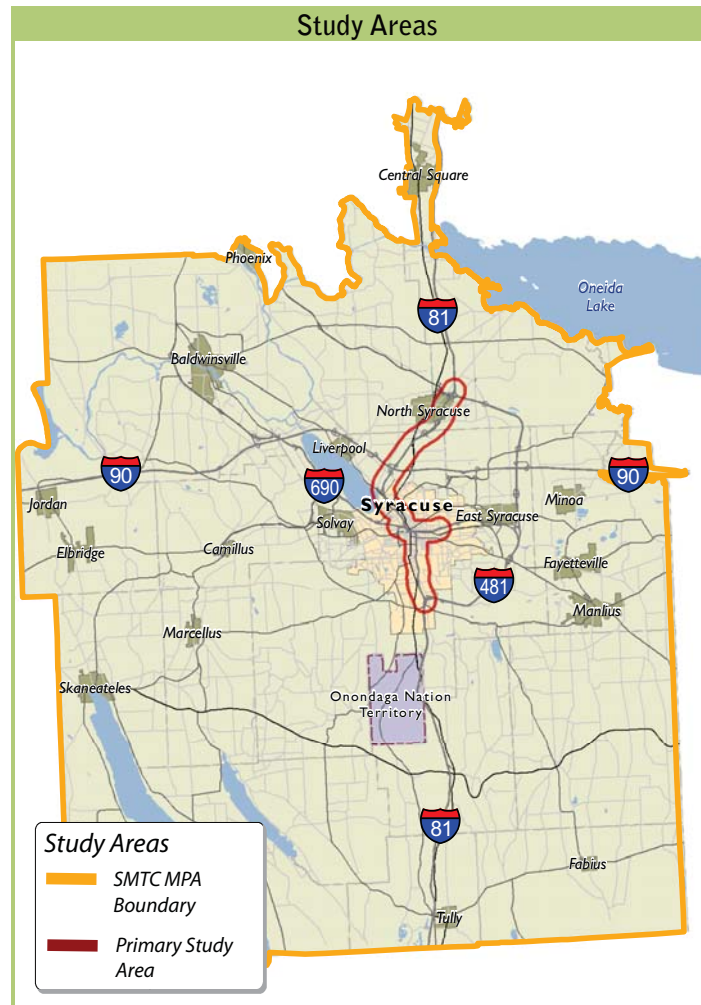 Study Areas
Central Square
Phoenix
Oneida
Lake
81
Baldwinsville
North Syracuse
Liverpool
90
690
90
Jordan
Syracuse
Minoa
Solvay
East Syracuse
Elbridge
Camillus
Fayetteville
481
Manlius
Marcellus
Skaneateles
Onondaga Nation
Territory
81
Study Areas
SMTC MPA
Boundary
Primary Study
Area
Fabius
Tully